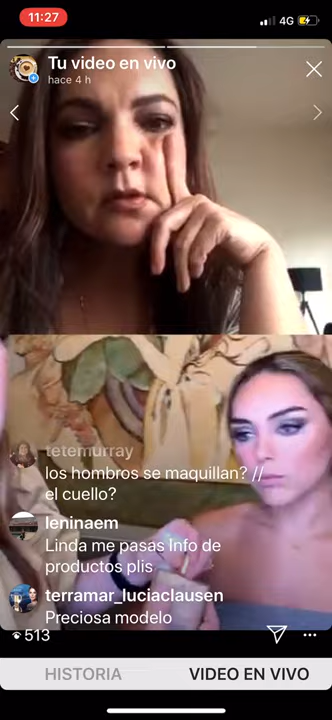 11:27
4G
Tu video en vivo
hace 4 h
tetemurray
los hombros se maquillan? //
el cuello?
leninaem
Linda me pasas Info de
productos plis
terramar_luciaclausen
Preciosa modelo
513
HISTORIA
VIDEO EN VIVO